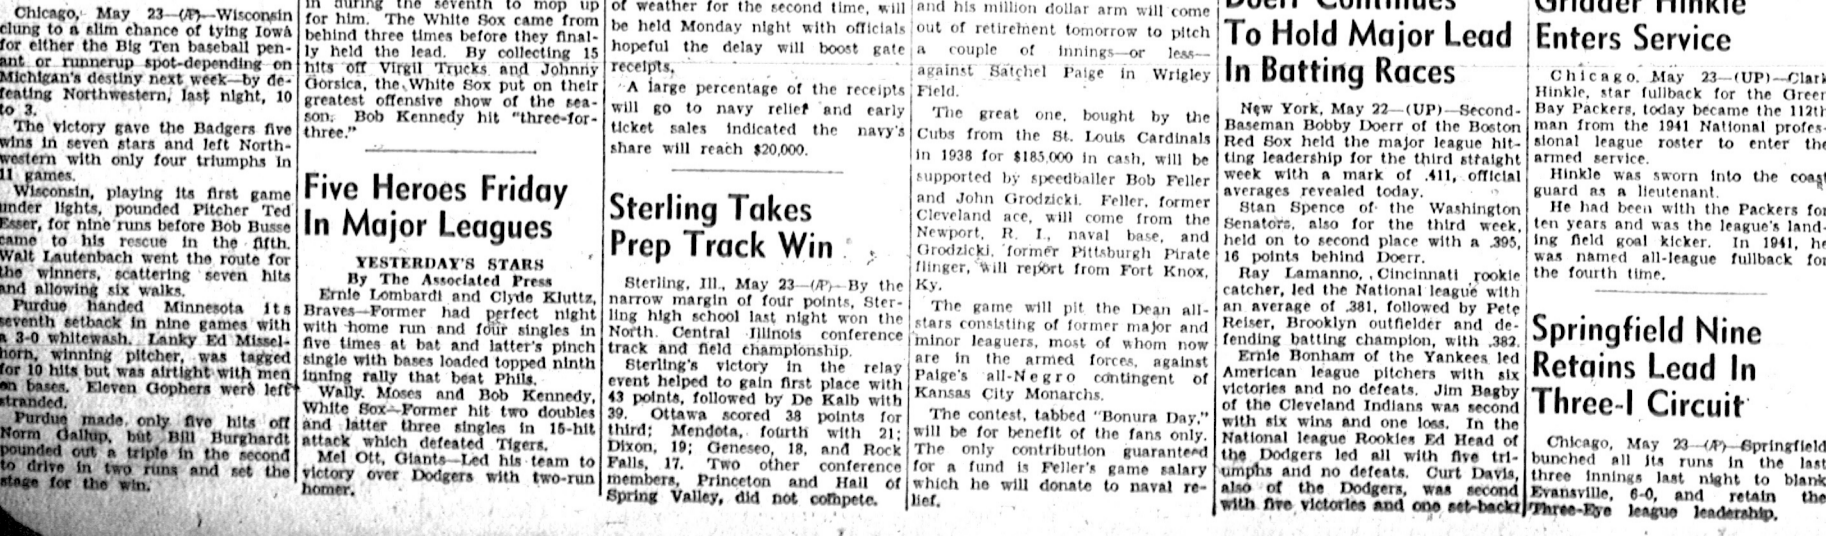 Chicago, May 23—(AP)—Wisconsin
clung to a slim chance of tying Iowa
for either the Big Ten baseball pen-
ant or runnerup spot-depending on
Michigan's destiny next week—by de-
feating Northwestern, last night, 10
to 3.
The victory gave the Badgers five
wins in seven stars and left North-
western with only four triumphs in
11 games.
Wisconsin, playing its first game
under lights, pounded Pitcher Ted
Esser, for nine runs before Bob Busse
came to his rescue in the fifth.
Walt Lautenbach went the route for
the winners, scattering seven hits
and allowing six walks.
Purdue handed Minnesota its
seventh setback in nine games with
a 3-0 whitewash. Lanky Ed Missel-
horn, winning pitcher, was tagged
for 10 hits but was airtight with men
on bases. Eleven Gophers were left
stranded.
Purdue made only five hits off
Norm Gallup, but Bill Burghardt
pounded out a triple in the second
to drive in two runs and set the
stage for the win.
in during the seventh to mop up
for him. The White Sox came from
behind three times before they final-
ly held the lead. By collecting 15
hits off Virgil Trucks and Johnny
Gorsica, the White Sox put on their
greatest offensive show of the sea-
son. Bob Kennedy hit "three-for-
three."
Five Heroes Friday
In Major Leagues
YESTERDAY'S STARS
By The Associated Press
Ernie Lombardi and Clyde Kluttz,
Braves—Former had perfect night
with home run and four singles in
five times at bat and latter's pinch
single with bases loaded topped ninth
inning rally that beat Phils.
Wally Moses and Bob Kennedy,
White Sox—Former hit two doubles
and latter three singles in 15-hit
attack which defeated Tigers.
Mel Ott, Giants—Led his team to
victory over Dodgers with two-run
homer.
of weather for the second time, will
be held Monday night with officials
hopeful the delay will boost gate
receipts.
A large percentage of the receipts
will go to navy relief and early
ticket sales indicated the navy's
share will reach $20,000.
Sterling Takes
Prep Track Win
Sterling, Ill., May 23—(AP)—By the
narrow margin of four points, Ster-
ling high school last night won the
North Central Illinois conference
track and field championship.
Sterling's victory in the relay
event helped to gain first place with
43 points, followed by De Kalb with
39. Ottawa scored 38 points for
third; Mendota, fourth with 21;
Dixon, 19; Geneseo, 18, and Rock
Falls, 17. Two other conference
members, Princeton and Hall of
Spring Valley, did not compete.
and his million dollar arm will come
out of retirement tomorrow to pitch
a couple of innings—or less—
against Satchel Paige in Wrigley
Field.
The great one, bought by the
Cubs from the St. Louis Cardinals
in 1938 for $185,000 in cash, will be
supported by speedballer Bob Feller
and John Grodzicki. Feller, former
Cleveland ace, will come from the
Newport, R. I., naval base, and
Grodzicki, former Pittsburgh Pirate
flinger, will report from Fort Knox,
Ky.
The game will pit the Dean all-
stars consisting of former major and
minor leaguers, most of whom now
are in the armed forces, against
Paige's all-Negro contingent of
Kansas City Monarchs.
The contest, tabbed "Bonura Day,"
will be for benefit of the fans only.
The only contribution guaranteed
for a fund is Feller's game salary
which he will donate to naval re-
lief.
Doerr Continues
To Hold Major Lead
In Batting Races
New York, May 22—(UP)—Second-
Baseman Bobby Doerr of the Boston
Red Sox held the major league hit-
ting leadership for the third straight
week with a mark of .411, official
averages revealed today.
Stan Spence of the Washington
Senators, also for the third week,
held on to second place with a .395,
16 points behind Doerr.
Ray Lamanno, Cincinnati rookie
catcher, led the National league with
an average of .381, followed by Pete
Reiser, Brooklyn outfielder and de-
fending batting champion, with .382.
Ernie Bonham of the Yankees led
American league pitchers with six
victories and no defeats. Jim Bagby
of the Cleveland Indians was second
with six wins and one loss. In the
National league Rookies Ed Head of
the Dodgers led all with five tri-
umphs and no defeats. Curt Davis,
also of the Dodgers, was second
with five victories and one set-back!
Gridder Hinkle
Enters Service
Chicago, May 23—(UP)—Clark
Hinkle, star fullback for the Green
Bay Packers, today became the 112th
man from the 1941 National profes-
sional league roster to enter the
armed service.
Hinkle was sworn into the coast
guard as a lieutenant.
He had been with the Packers for
ten years and was the league's land-
ing field goal kicker. In 1941, he
was named all-league fullback for
the fourth time.
Springfield Nine
Retains Lead In
Three-I Circuit
Chicago, May 23—(AP)—Springfield
bunched all its runs in the last
three innings last night to blank
Evansville, 6-0, and retain the
Three-Eye league leadership.